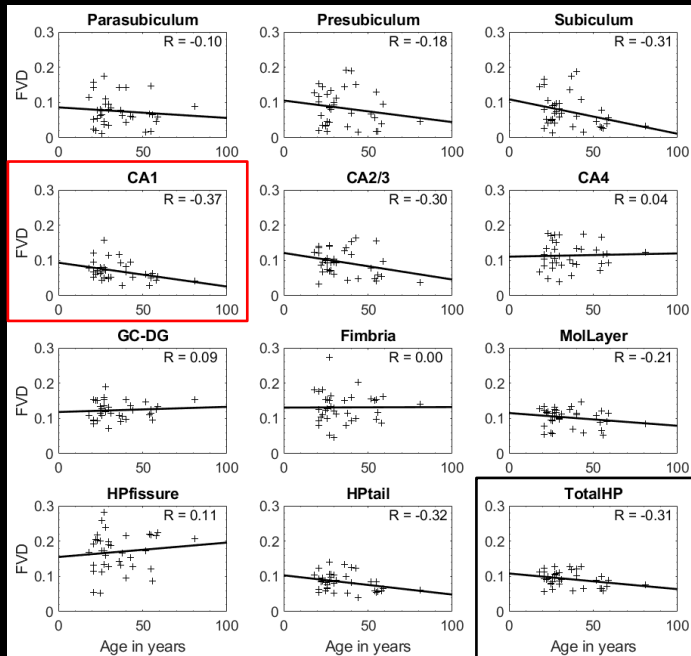 Parasubiculum
Presubiculum
Subiculum
0.3
0.2
0.1
0
FVD
R = -0.10
0
50
100
0.3
0.2
0.1
0
R = -0.18
0
50
100
0.3
0.2
0.1
0
R = -0.31
0
50
100
CA1
CA2/3
CA4
0.3
0.2
0.1
0
FVD
R = -0.37
0
50
100
0.3
0.2
0.1
0
R = -0.30
0
50
100
0.3
0.2
0.1
0
R = 0.04
0
50
100
GC-DG
Fimbria
MolLayer
0.3
0.2
0.1
0
FVD
R = 0.09
0
50
100
0.3
0.2
0.1
0
R = 0.00
0
50
100
0.3
0.2
0.1
0
R = -0.21
0
50
100
HPfissure
HPtail
TotalHP
0.3
0.2
0.1
0
FVD
R = 0.11
0
50
100
Age in years
0.3
0.2
0.1
0
R = -0.32
0
50
100
Age in years
0.3
0.2
0.1
0
R = -0.31
0
50
100
Age in years